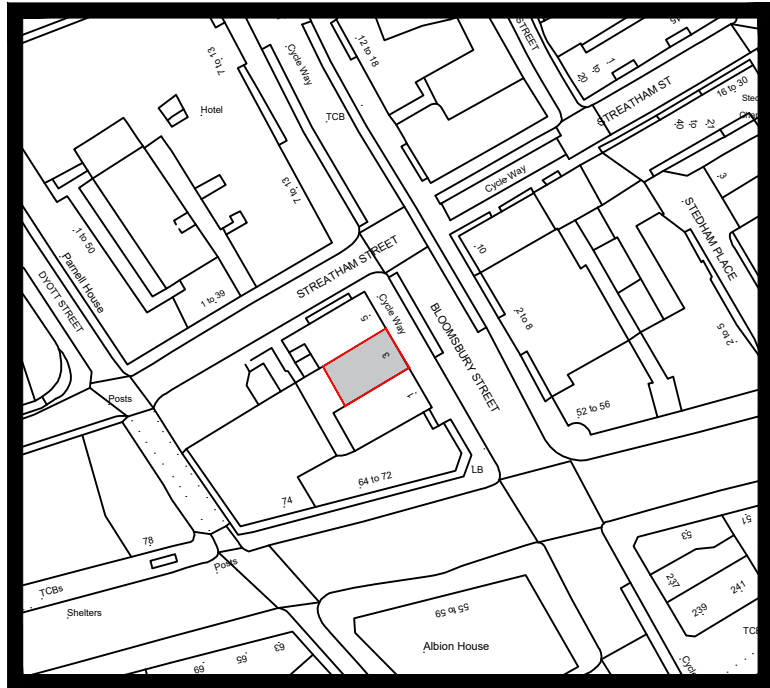 7 to 13
Cycle Way
12 to 18
STREET
15
1 to 20
Hotel
TCB
STREATHAM ST
16 to 30
27 to 40
7 to 13
Cycle Way
3
STEDHAM PLACE
1 to 50
Parnell House
DYOTT STREET
STREATHAM STREET
10
1 to 39
5
Cycle Way
BLOOMSBURY STREET
2 to 8
2 to 5
3
1
Posts
52 to 56
64 to 72
LB
74
78
Posts
TCBs
Shelters
51
53
237
239
241
55 to 59
Albion House
63
65
69
Cycle